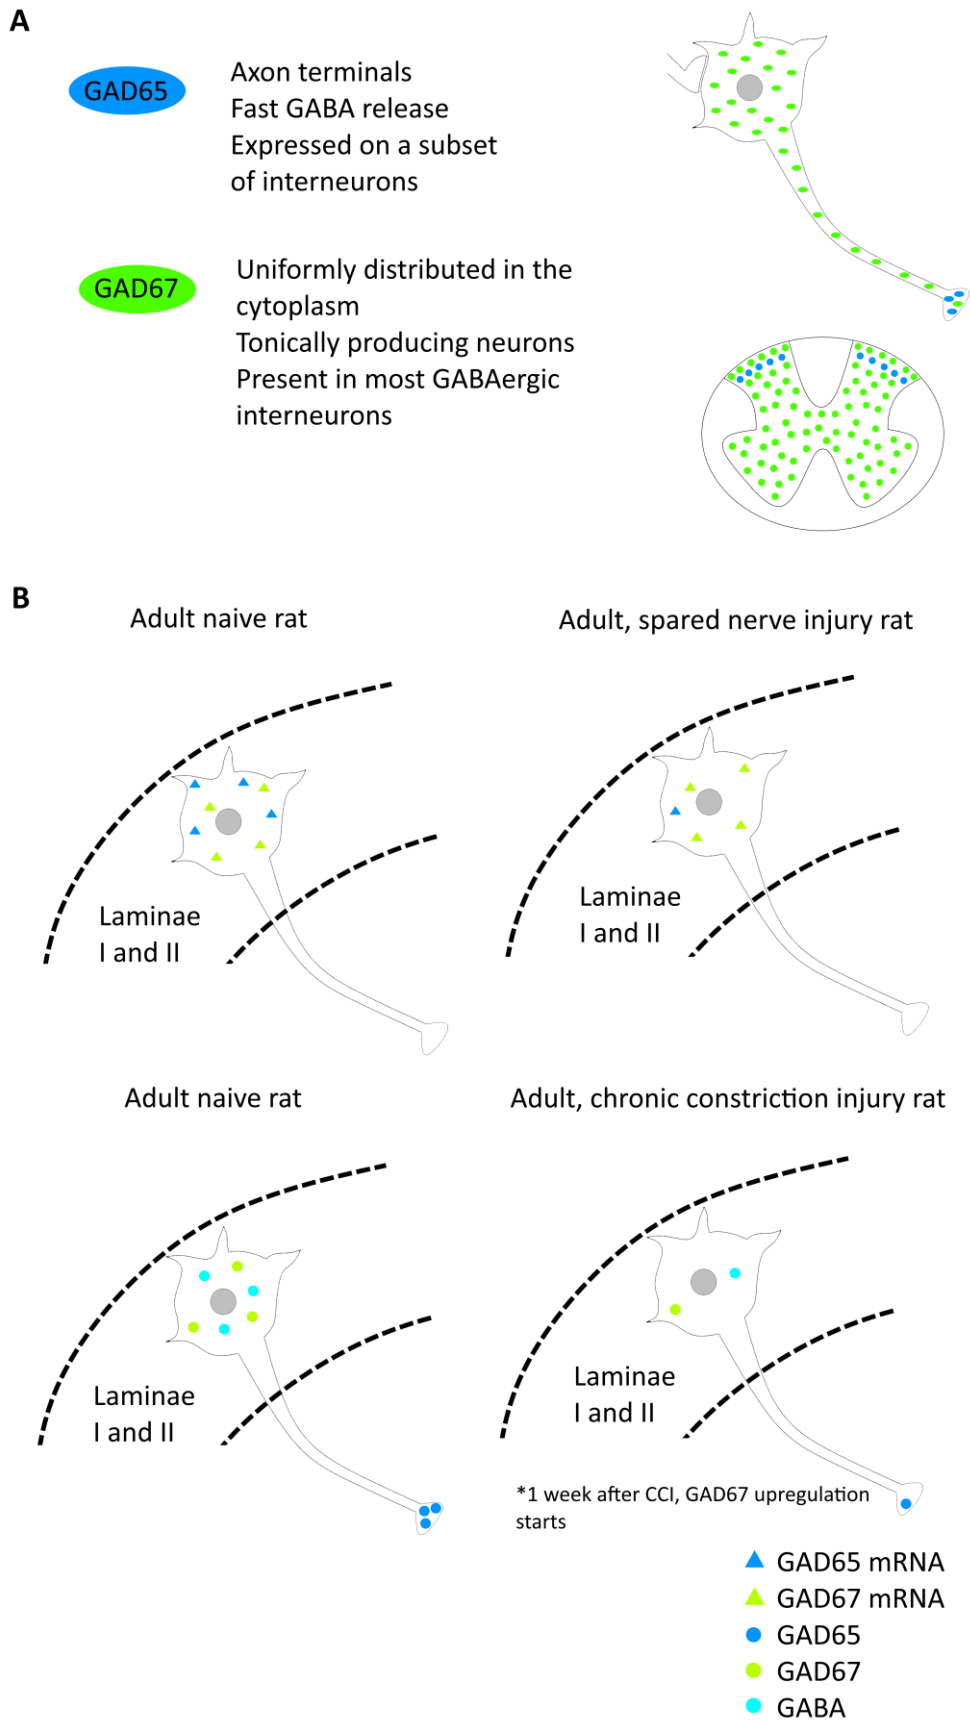 A
GAD65
Axon terminals
Fast GABA release
Expressed on a subset
of interneurons
GAD67
Uniformly distributed in the
cytoplasm
Tonically producing neurons
Present in most GABAergic
interneurons
B
Adult naive rat
Adult, spared nerve injury rat
Laminae
I and II
Laminae
I and II
Adult naive rat
Adult, chronic constriction injury rat
Laminae
I and II
Laminae
I and II
*1 week after CCI, GAD67 upregulation
starts
GAD65 mRNA
GAD67 mRNA
GAD65
GAD67
GABA